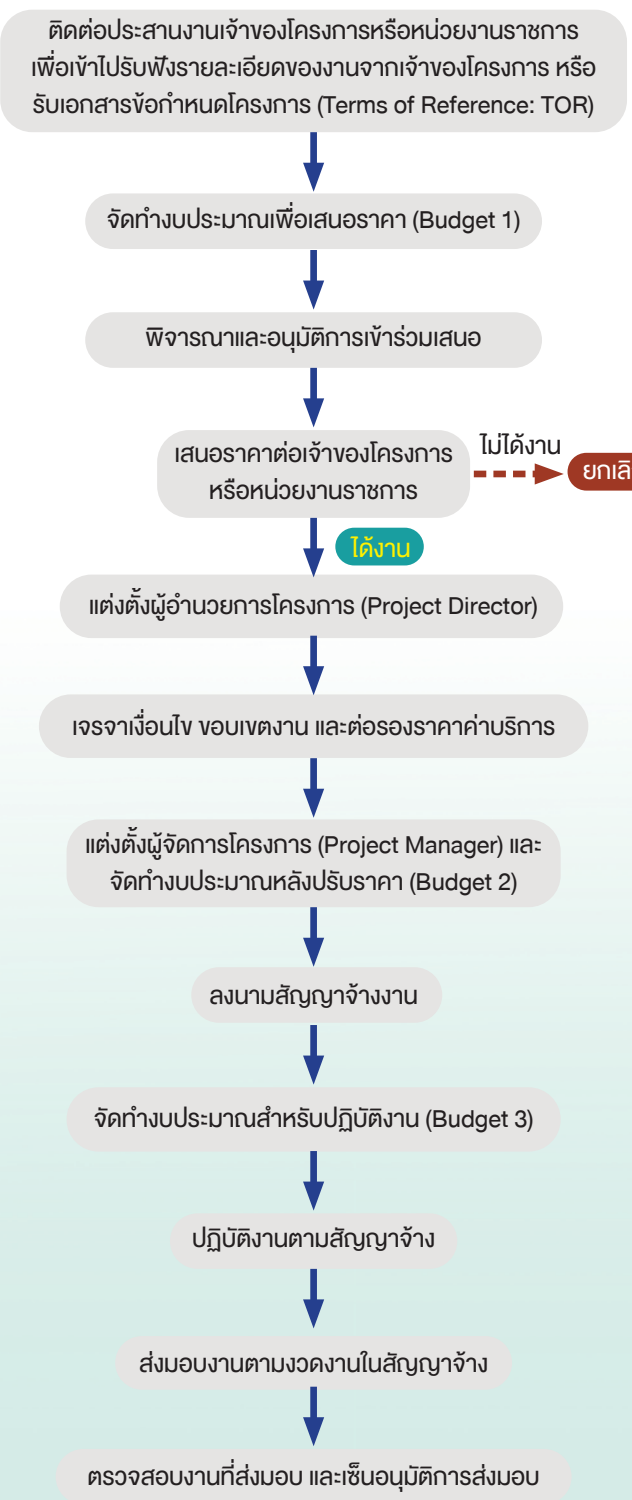 ติดต่อประสานงานเจ้าของโครงการหรือหน่วยงานราชการ
เพื่อเข้าไปรับฟังรายละเอียดของงานจากเจ้าของโครงการ หรือ
รับเอกสารข้อกำหนดโครงการ (Terms of Reference: TOR)
จัดทำงบประมาณเพื่อเสนอราคา (Budget 1)
พิจารณาและอนุมัติการเข้าร่วมเสนอ
เสนอราคาต่อเจ้าของโครงการ
หรือหน่วยงานราชการ
ไม่ได้งาน
ได้งาน
แต่งตั้งผู้อำนวยการโครงการ (Project Director)
เจรจาเงื่อนไข ขอบเขตงาน และต่อรองราคาค่าบริการ
แต่งตั้งผู้จัดการโครงการ (Project Manager) และ
จัดทำงบประมาณหลังปรับราคา (Budget 2)
ลงนามสัญญาจ้างงาน
จัดทำงบประมาณสำหรับปฏิบัติงาน (Budget 3)
ปฏิบัติงานตามสัญญาจ้าง
ส่งมอบงานตามงวดงานในสัญญาจ้าง
ตรวจสอบงานที่ส่งมอบ และเซ็นอนุมัติการส่งมอบ